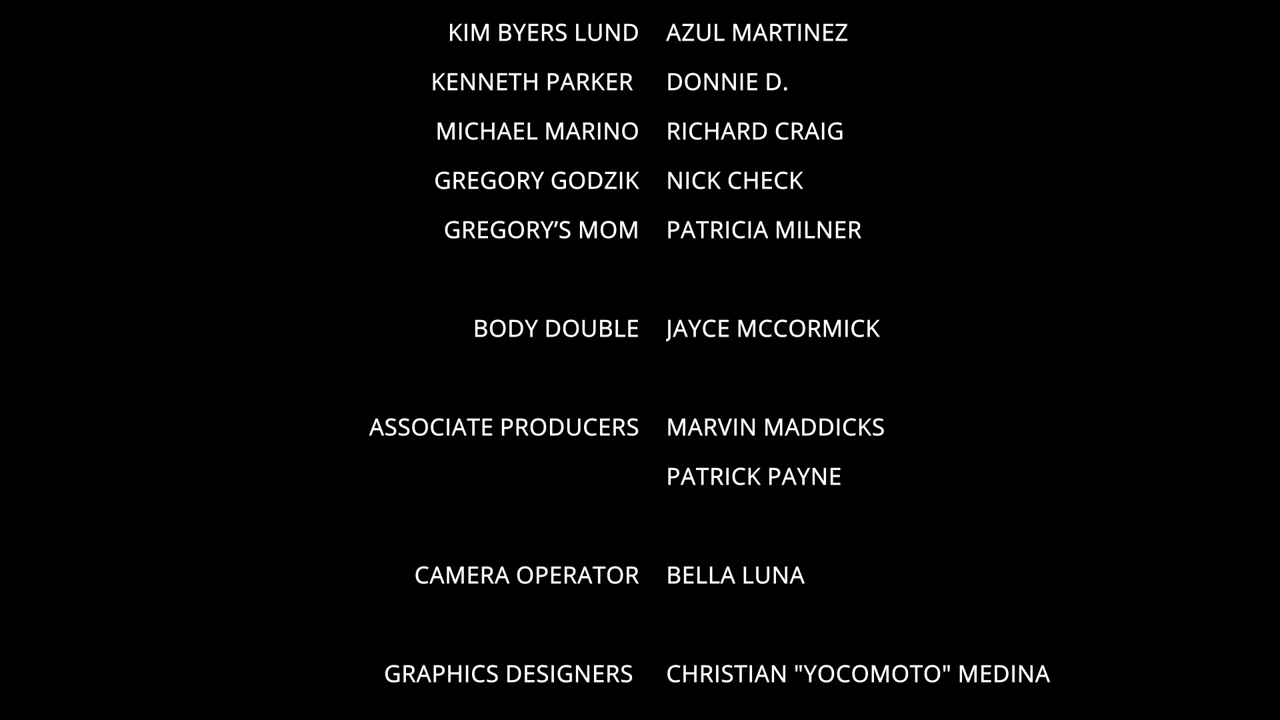 KIM BYERS LUND AZUL MARTINEZ
KENNETH PARKER DONNIE D.
MICHAEL MARINO RICHARD CRAIG
GREGORY GODZIK NICK CHECK
GREGORY’S MOM PATRICIA MILNER
BODY DOUBLE JAYCE MCCORMICK
ASSOCIATE PRODUCERS MARVIN MADDICKS
PATRICK PAYNE
CAMERA OPERATOR BELLA LUNA
GRAPHICS DESIGNERS CHRISTIAN "YOCOMOTO" MEDINA